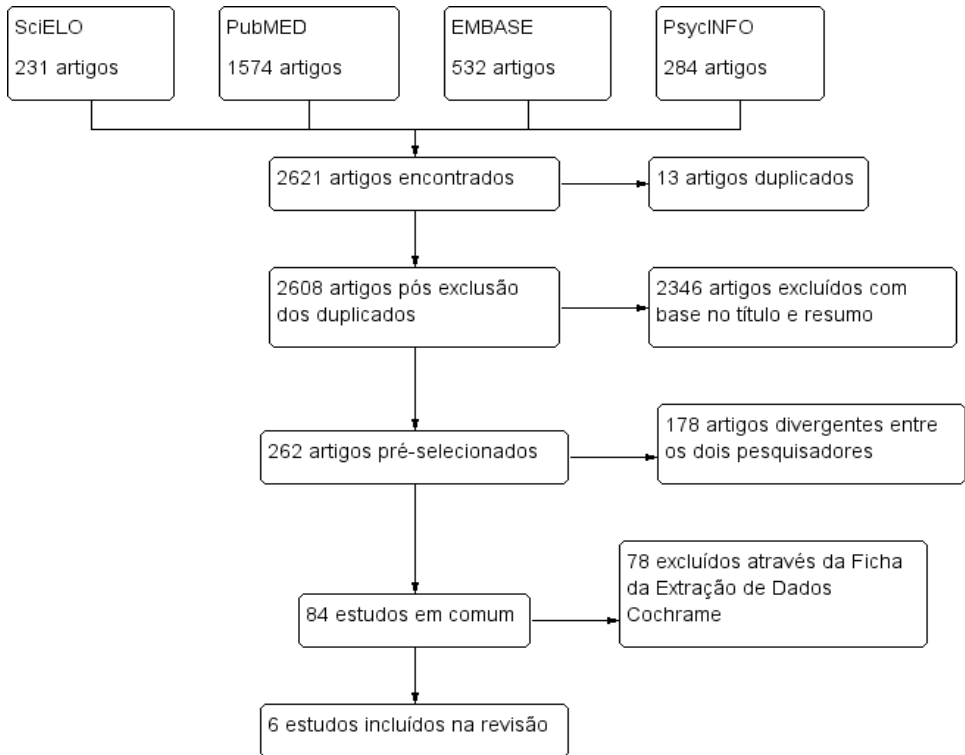 SciELO
231 artigos
PubMED
1574 artigos
EMBASE
532 artigos
PsycINFO
284 artigos
2621 artigos encontrados
13 artigos duplicados
2608 artigos pós exclusão
dos duplicados
2346 artigos excluídos com
base no título e resumo
262 artigos pré-selecionados
178 artigos divergentes entre
os dois pesquisadores
84 estudos em comum
78 excluídos através da Ficha
da Extração de Dados
Cochrame
6 estudos incluídos na revisão